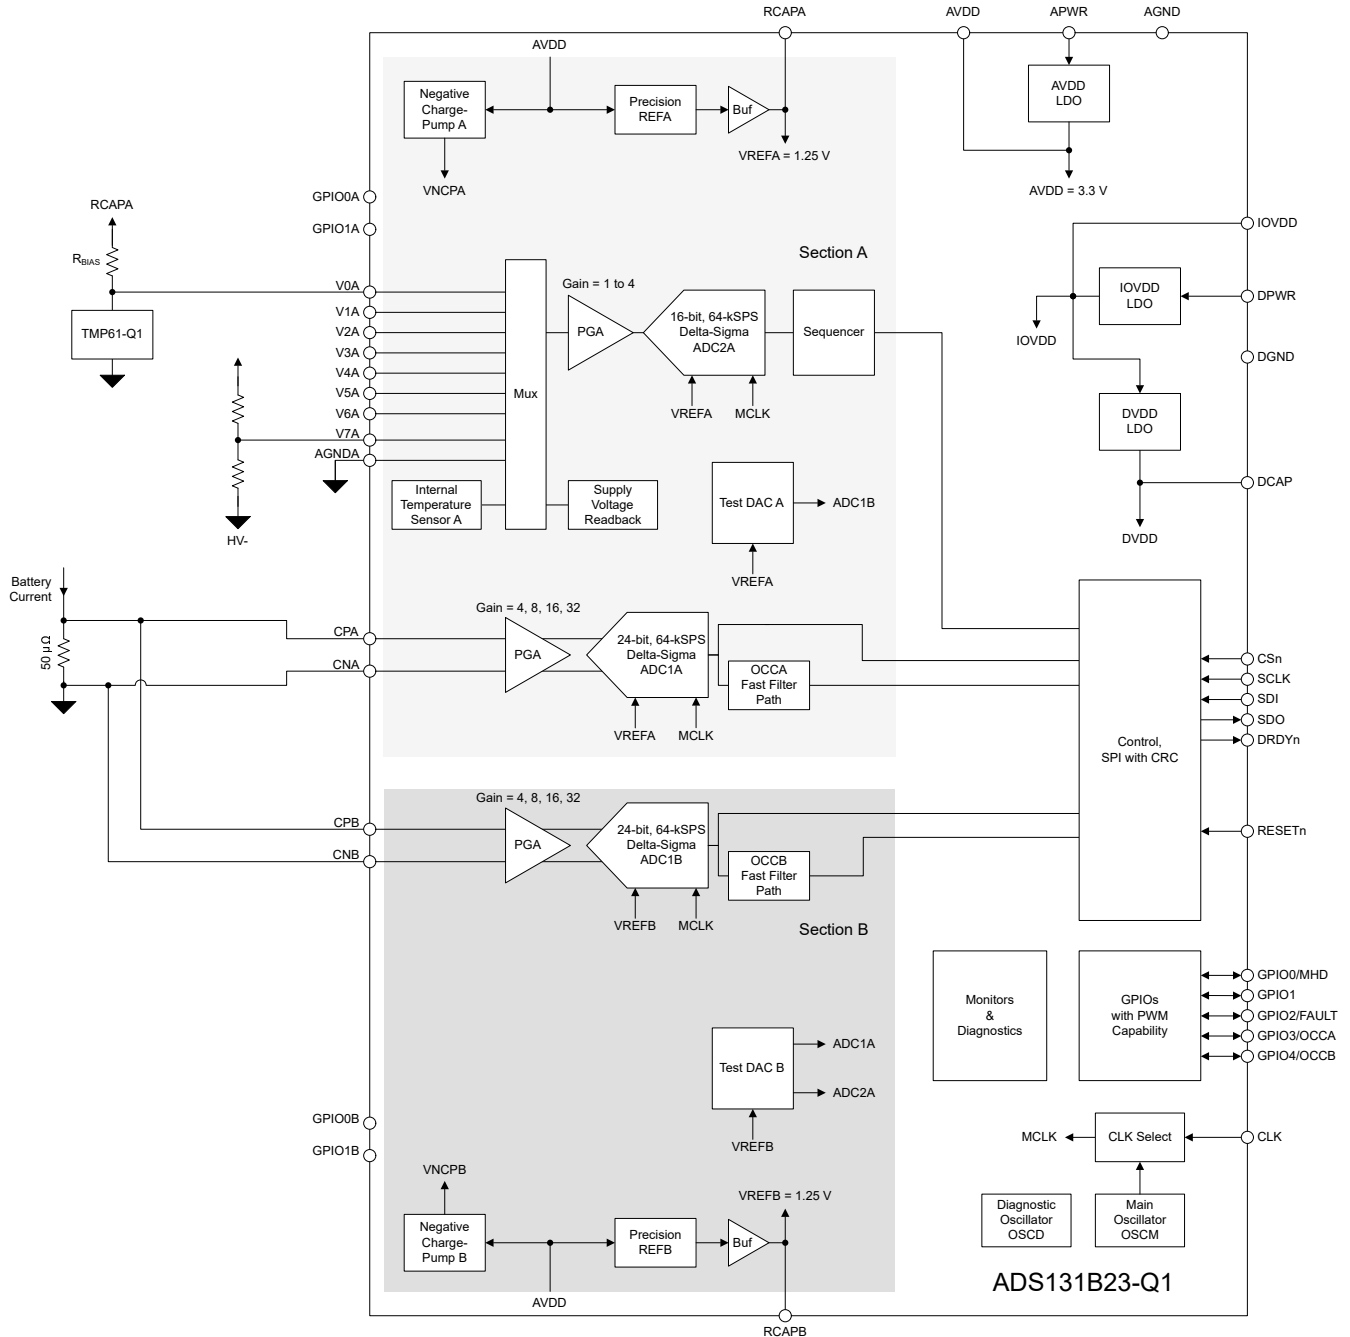 RCAPA
AVDD
APWR
AGND
AVDD
Negative
Charge-
Pump A
Precision
REFA
Buf
AVDD
LDO
VNCPA
VREFA = 1.25 V
AVDD = 3.3 V
GPIO0A
GPIO1A
RCAPA
RBIAS
TMP61-Q1
HV-
V0A
V1A
V2A
V3A
V4A
V5A
V6A
V7A
AGNDA
Mux
Gain = 1 to 4
PGA
16-bit, 64-kSPS
Delta-Sigma
ADC2A
VREFA
MCLK
Section A
Sequencer
IOVDD
IOVDD
LDO
DPWR
IOVDD
DGND
DVDD
LDO
DCAP
DVDD
Internal
Temperature
Sensor A
Supply
Voltage
Readback
Test DAC A
ADC1B
VREFA
Battery
Current
50 μΩ
CPA
CNA
Gain = 4, 8, 16, 32
PGA
24-bit, 64-kSPS
Delta-Sigma
ADC1A
VREFA
MCLK
OCCA
Fast Filter
Path
Control,
SPI with CRC
CSn
SCLK
SDI
SDO
DRDYn
RESETn
CPB
CNB
Gain = 4, 8, 16, 32
PGA
24-bit, 64-kSPS
Delta-Sigma
ADC1B
VREFB
MCLK
OCCB
Fast Filter
Path
Section B
Monitors
&
Diagnostics
GPIOs
with PWM
Capability
GPIO0/MHD
GPIO1
GPIO2/FAULT
GPIO3/OCCA
GPIO4/OCCB
Test DAC B
ADC1A
ADC2A
VREFB
GPIO0B
GPIO1B
MCLK
CLK Select
CLK
Diagnostic
Oscillator
OSCD
Main
Oscillator
OSCM
VNCPB
Negative
Charge-
Pump B
Precision
REFB
Buf
VREFB = 1.25 V
AVDD
RCAPB
ADS131B23-Q1